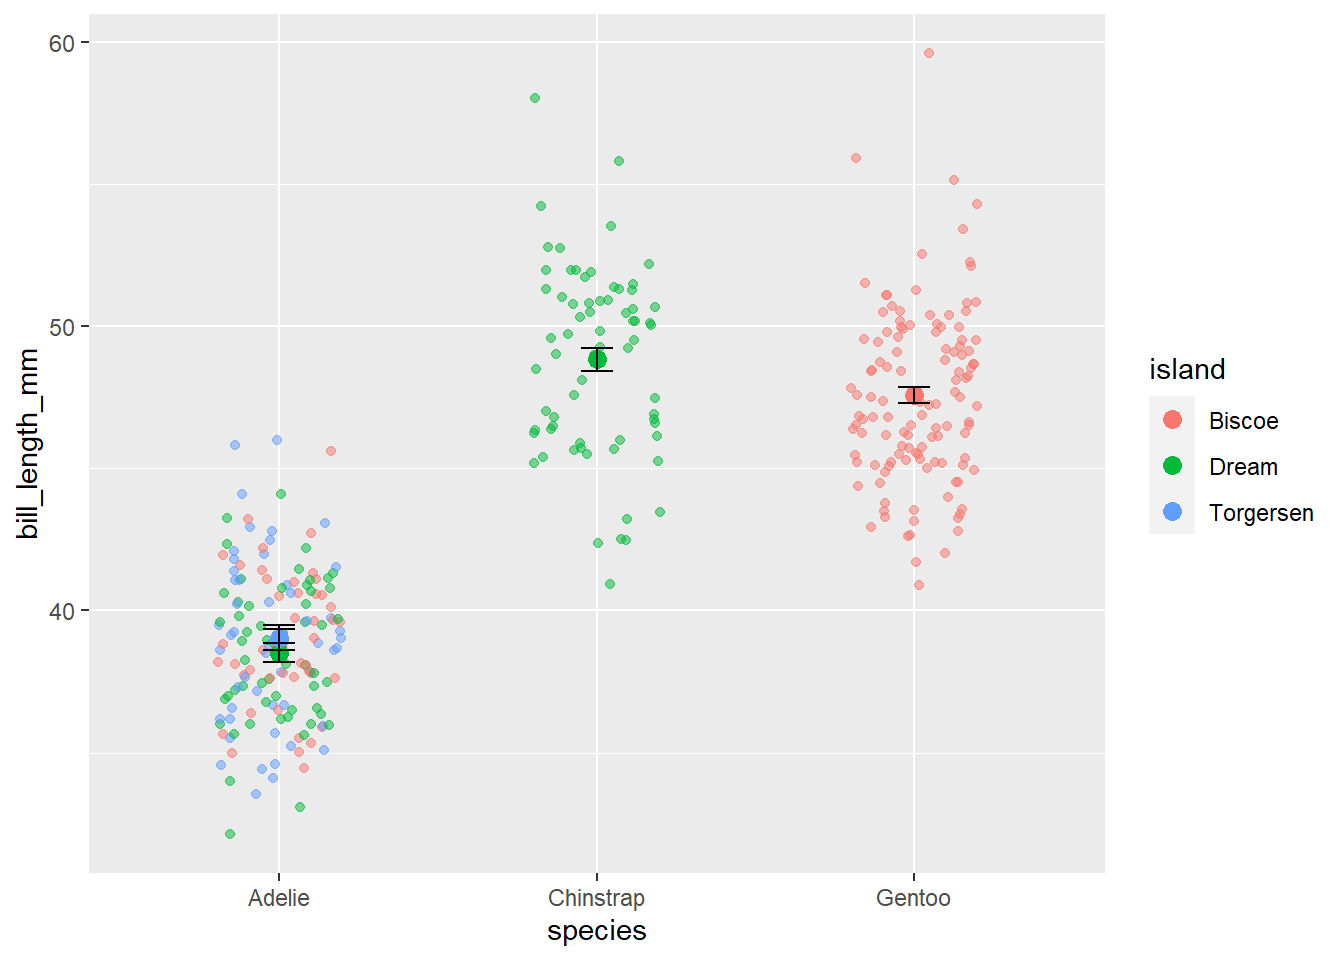 60
50
40
bill_length_mm
Adelie
Chinstrap
Gentoo
species
island
Biscoe
Dream
Torgersen